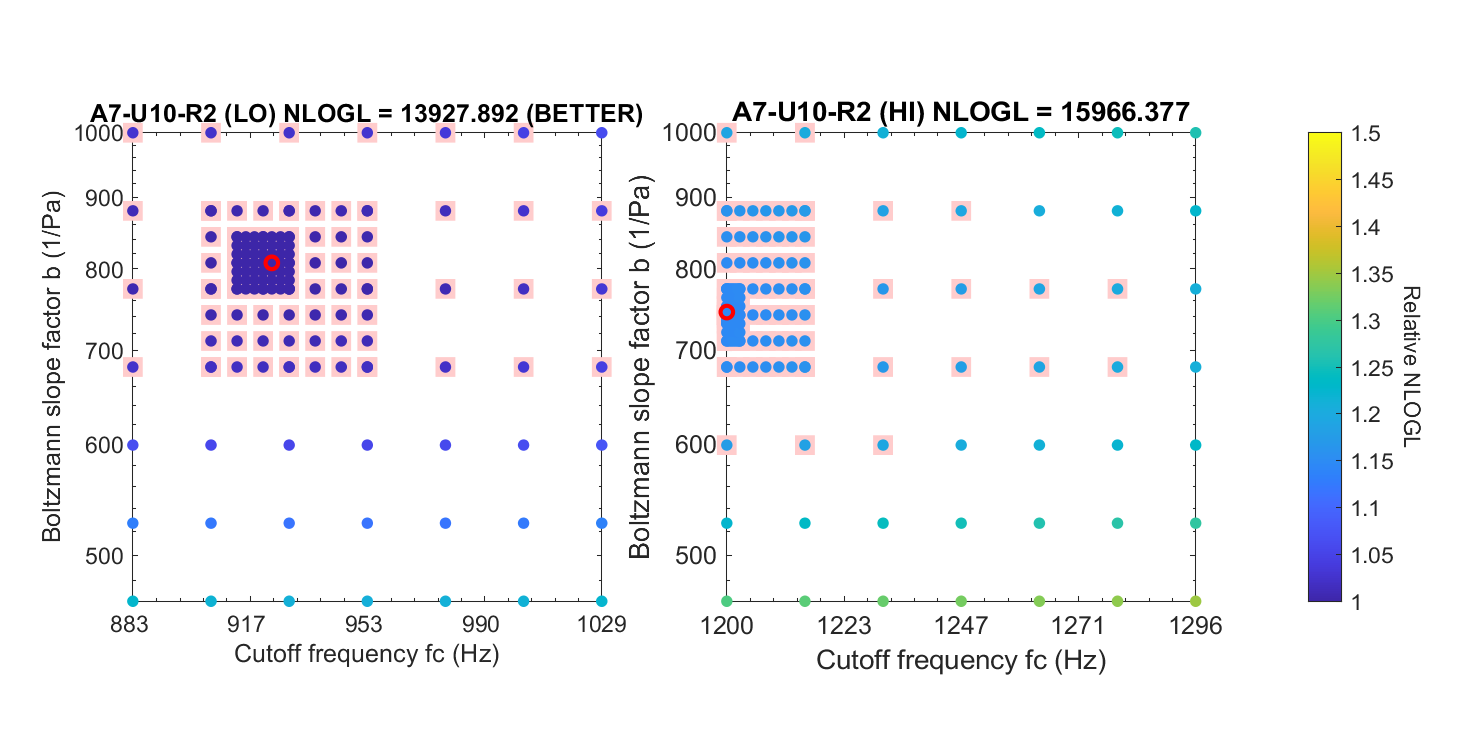 A7-U10-R2 (LO) NLOGL = 13927.892 (BETTER)
1000
900
800
700
600
500
Boltzmann slope factor b (1/Pa)
883 917 953 990 1029
Cutoff frequency fc (Hz)
A7-U10-R2 (HI) NLOGL = 15966.377
1000
900
800
700
600
500
Boltzmann slope factor b (1/Pa)
1200 1223 1247 1271 1296
Cutoff frequency fc (Hz)
1.5
1.45
1.4
1.35
1.3
1.25
1.2
1.15
1.1
1.05
1
Relative NLOGL